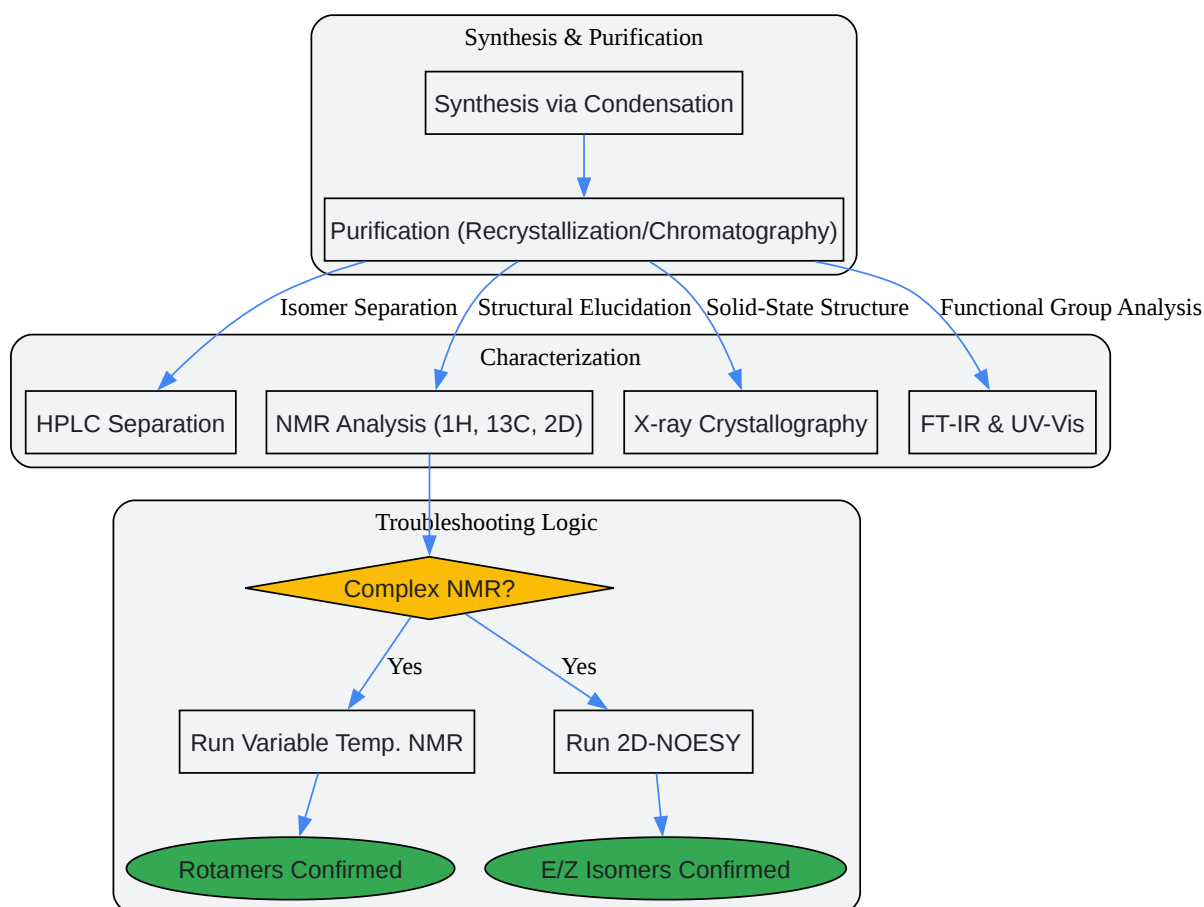 Synthesis & Purification
Synthesis via Condensation
Purification (Recrystallization/Chromatography)
Isomer Separation
Structural Elucidation
Solid-State Structure
Functional Group Analysis
Characterization
HPLC Separation
NMR Analysis (1H, 13C, 2D)
X-ray Crystallography
FT-IR & UV-Vis
Troubleshooting Logic
Complex NMR?
Yes
Yes
Run Variable Temp. NMR
Run 2D-NOESY
Rotamers Confirmed
E/Z Isomers Confirmed